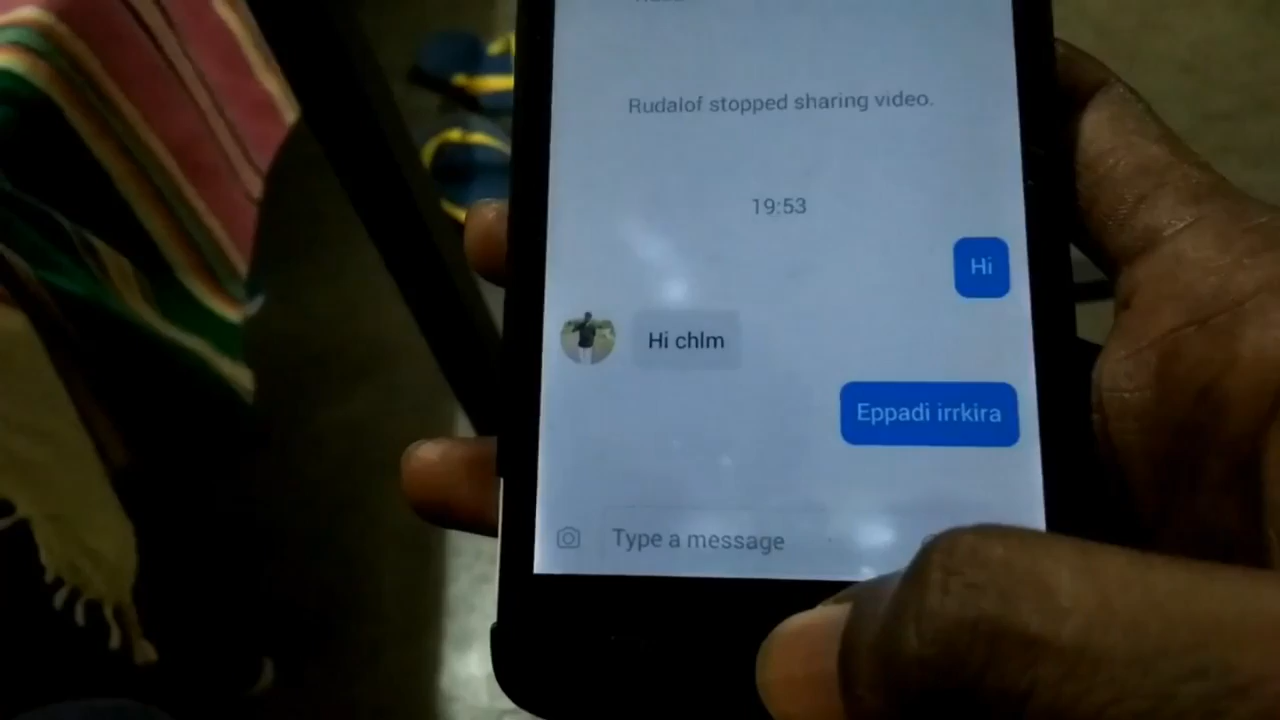 Rudalof stopped sharing video.
19:53
Hi
Hi chlm
Eppadi irrkira
Type a message